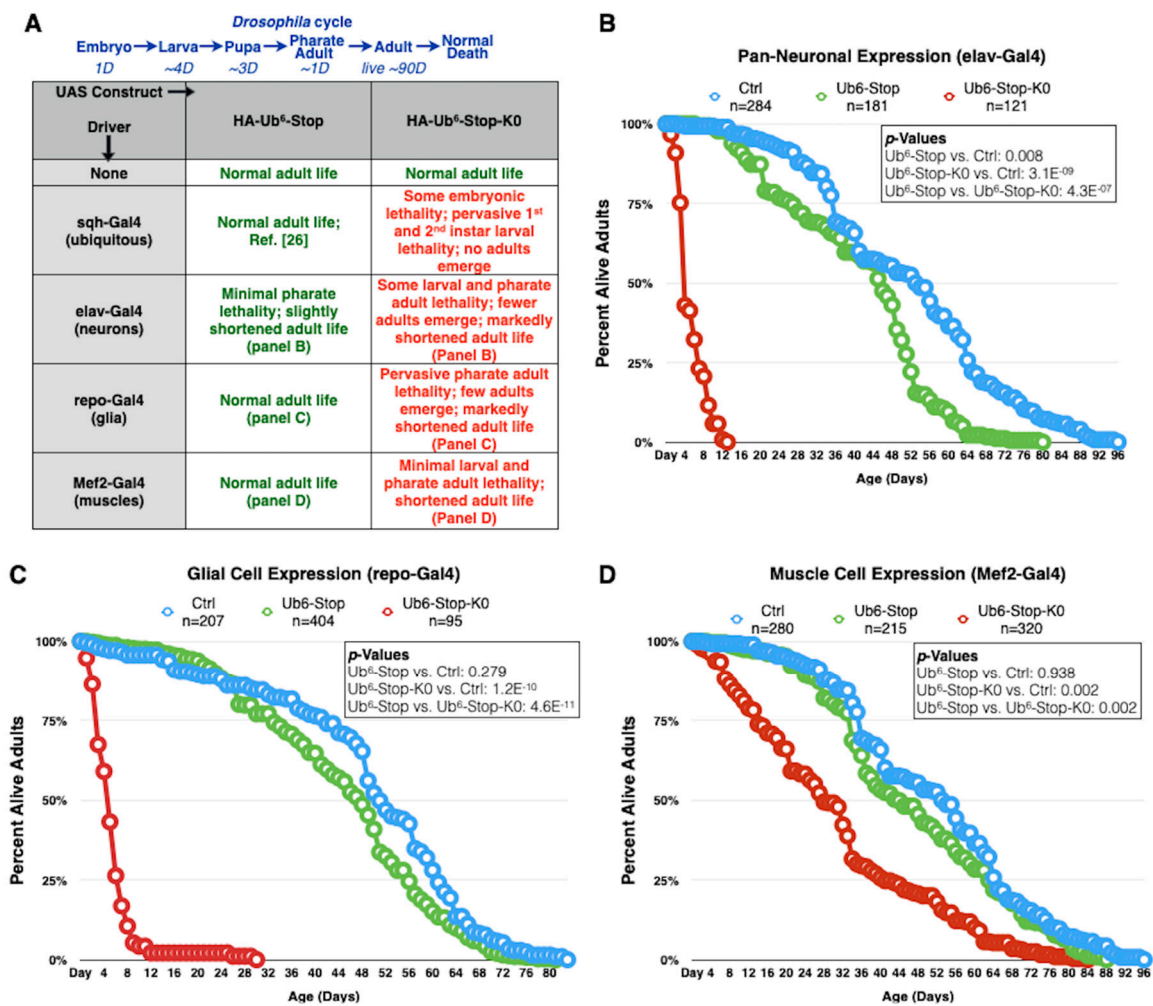 A
Drosophila cycle
Embryo Larva Pupa Pharate Adult Adult Normal Death
1D ~4D ~3D ~1D live ~90D
UAS Construct
Driver
HA-Ub⁶-Stop
HA-Ub⁶-Stop-K0
None
Normal adult life
Normal adult life
sqh-Gal4
(ubiquitous)
Normal adult life;
Ref. [26]
Some embryonic
lethality; pervasive 1st
and 2nd instar larval
lethality; no adults
emerge
elav-Gal4
(neurons)
Minimal pharate
lethality; slightly
shortened adult life
(panel B)
Some larval and pharate
adult lethality; fewer
adults emerge; markedly
shortened adult life
(Panel B)
repo-Gal4
(glia)
Normal adult life
(panel C)
Pervasive pharate adult
lethality; few adults
emerge; markedly
shortened adult life
(Panel C)
Mef2-Gal4
(muscles)
Normal adult life
(panel D)
Minimal larval and
pharate adult lethality;
shortened adult life
(Panel D)
B
Pan-Neuronal Expression (elav-Gal4)
Ctrl
n=284
Ub6-Stop
n=181
Ub6-Stop-K0
n=121
p-Values
Ub⁶-Stop vs. Ctrl: 0.008
Ub⁶-Stop-K0 vs. Ctrl: 3.1E⁻⁰⁹
Ub⁶-Stop vs. Ub⁶-Stop-K0: 4.3E⁻⁰⁷
Percent Alive Adults
100%
75%
50%
25%
0%
Day 4 8 12 16 20 24 28 32 36 40 44 48 52 56 60 64 68 72 76 80 84 88 92 96
Age (Days)
C
Glial Cell Expression (repo-Gal4)
Ctrl
n=207
Ub6-Stop
n=404
Ub6-Stop-K0
n=95
p-Values
Ub⁶-Stop vs. Ctrl: 0.279
Ub⁶-Stop-K0 vs. Ctrl: 1.2E⁻¹⁰
Ub⁶-Stop vs. Ub⁶-Stop-K0: 4.6E⁻¹¹
Percent Alive Adults
100%
75%
50%
25%
0%
Day 4 8 12 16 20 24 28 32 36 40 44 48 52 56 60 64 68 72 76 80
Age (Days)
D
Muscle Cell Expression (Mef2-Gal4)
Ctrl
n=280
Ub6-Stop
n=215
Ub6-Stop-K0
n=320
p-Values
Ub⁶-Stop vs. Ctrl: 0.938
Ub⁶-Stop-K0 vs. Ctrl: 0.002
Ub⁶-Stop vs. Ub⁶-Stop-K0: 0.002
Percent Alive Adults
100%
75%
50%
25%
0%
Day 4 8 12 16 20 24 28 32 36 40 44 48 52 56 60 64 68 72 76 80 84 88 92 96
Age (Days)